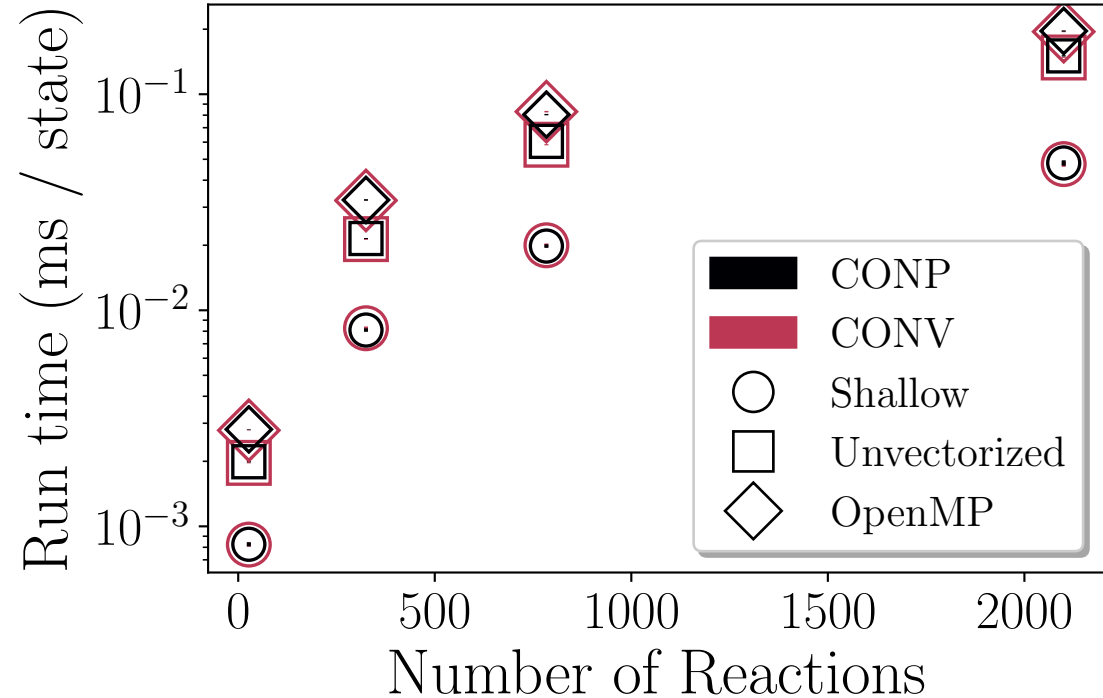 Run time (ms / state)
10⁻¹
10⁻²
10⁻³
CONP
CONV
Shallow
Unvectorized
OpenMP
0 500 1000 1500 2000
Number of Reactions